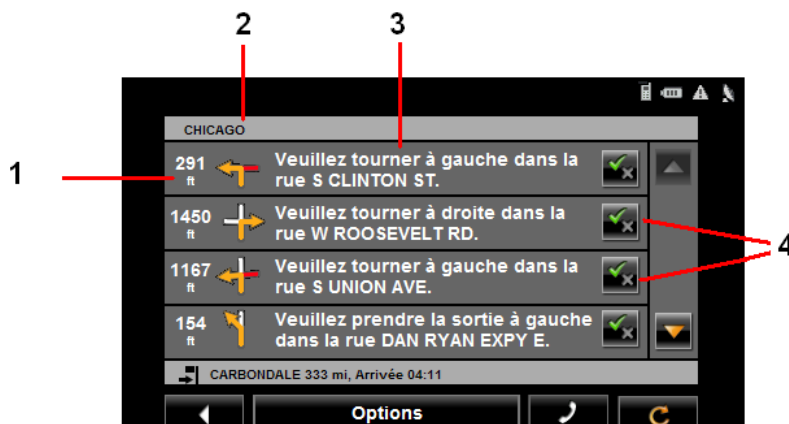 2
3
1
4
CHICAGO
291 ft
Veuillez tourner à gauche dans la
rue S CLINTON ST.
1450 ft
Veuillez tourner à droite dans la
rue W ROOSEVELT RD.
1167 ft
Veuillez tourner à gauche dans la
rue S UNION AVE.
154 ft
Veuillez prendre la sortie à gauche
dans la rue DAN RYAN EXPY E.
CARBONDALE 333 mi, Arrivée 04:11
Options